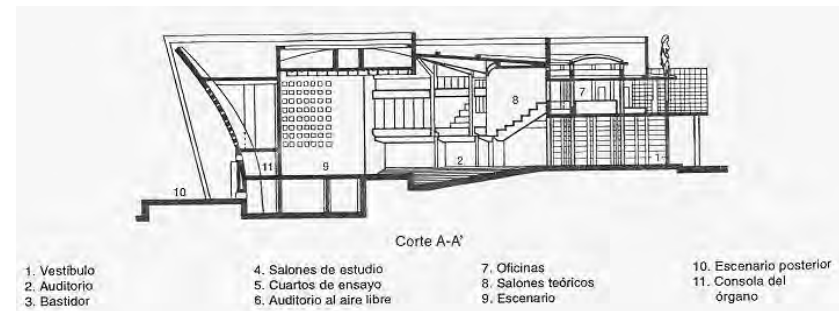 8
7
11
9
2
1
10
Corte A-A'
1. Vestíbulo
2. Auditorio
3. Bastidor
4. Salones de estudio
5. Cuartos de ensayo
6. Auditorio al aire libre
7. Oficinas
8. Salones teóricos
9. Escenario
10. Escenario posterior
11. Consola del
órgano